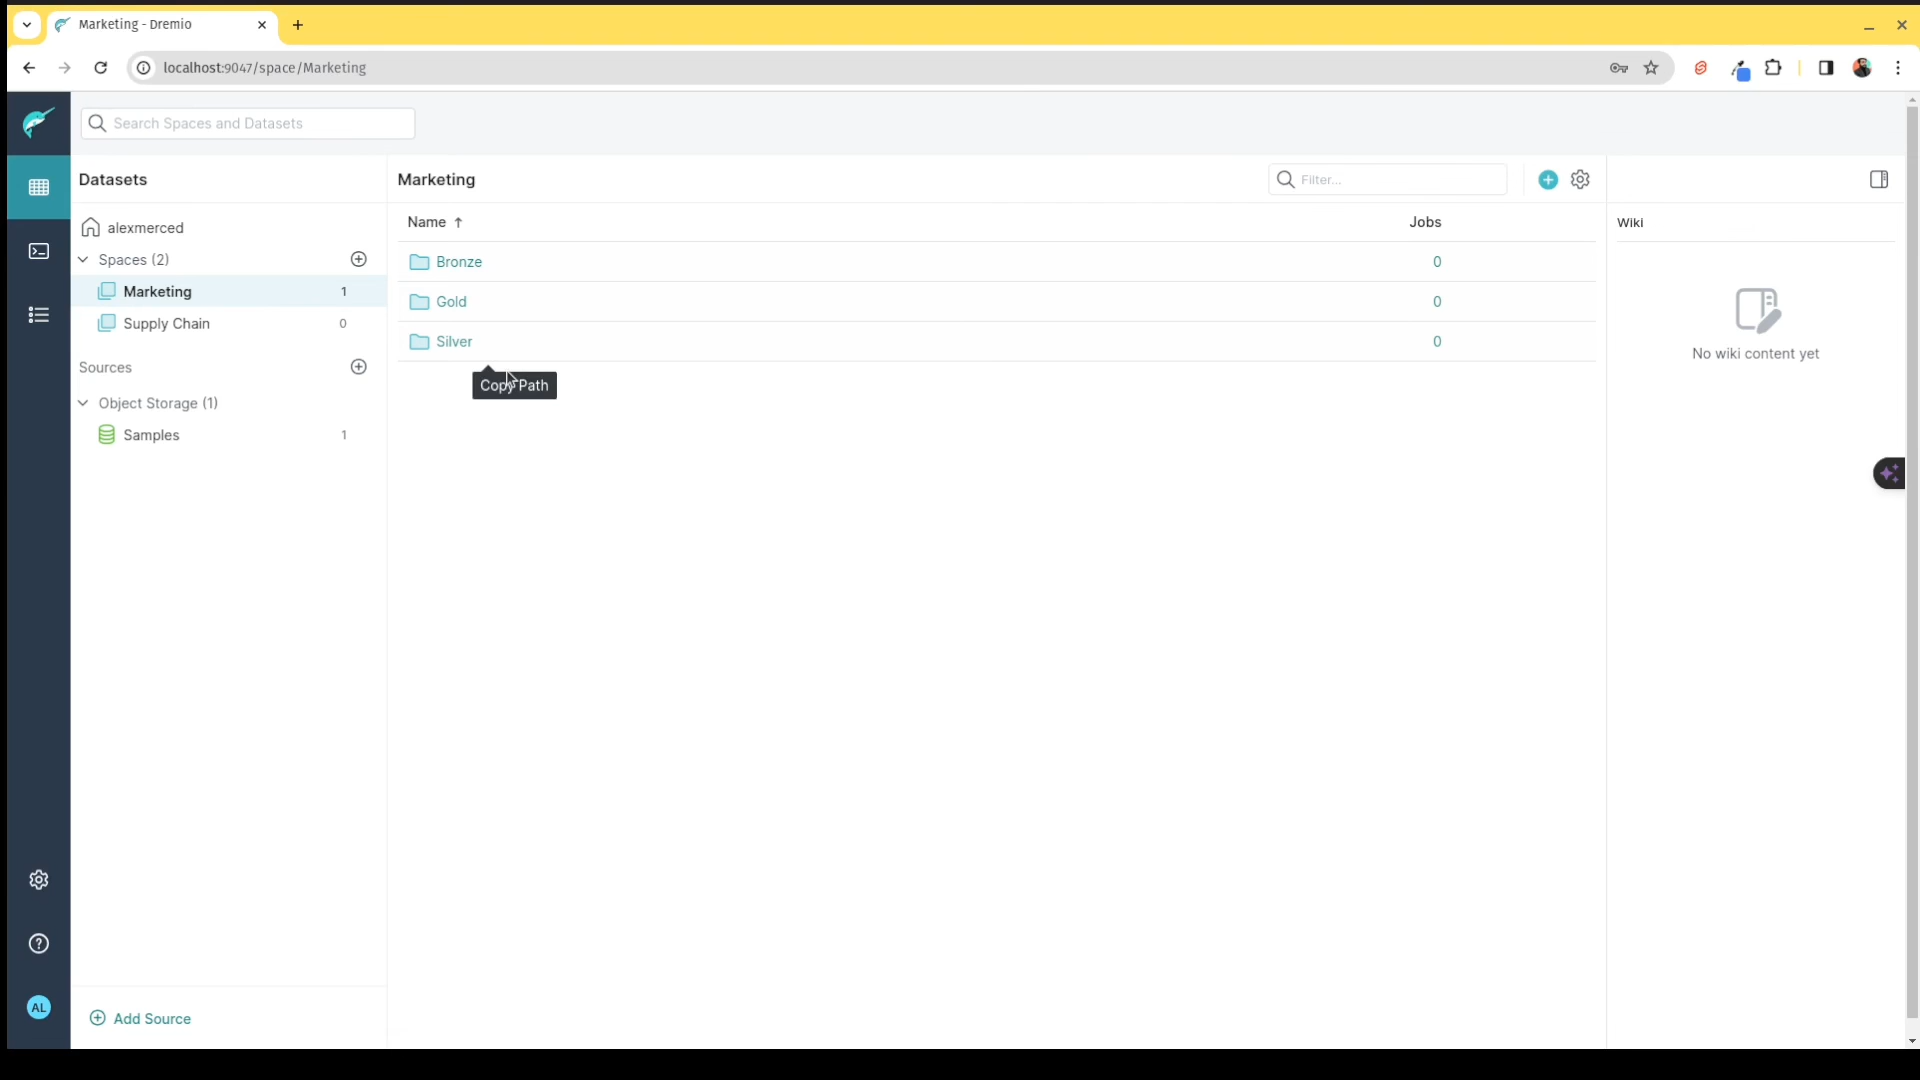 Marketing - Dremio
localhost:9047/space/Marketing
Search Spaces and Datasets
Datasets
alexmerced
Spaces (2)
Marketing 1
Supply Chain 0
Sources
Object Storage (1)
Samples 1
Add Source
AL
Marketing
Filter...
Name Jobs
Bronze 0
Gold 0
Silver 0
Copy Path
Wiki
No wiki content yet